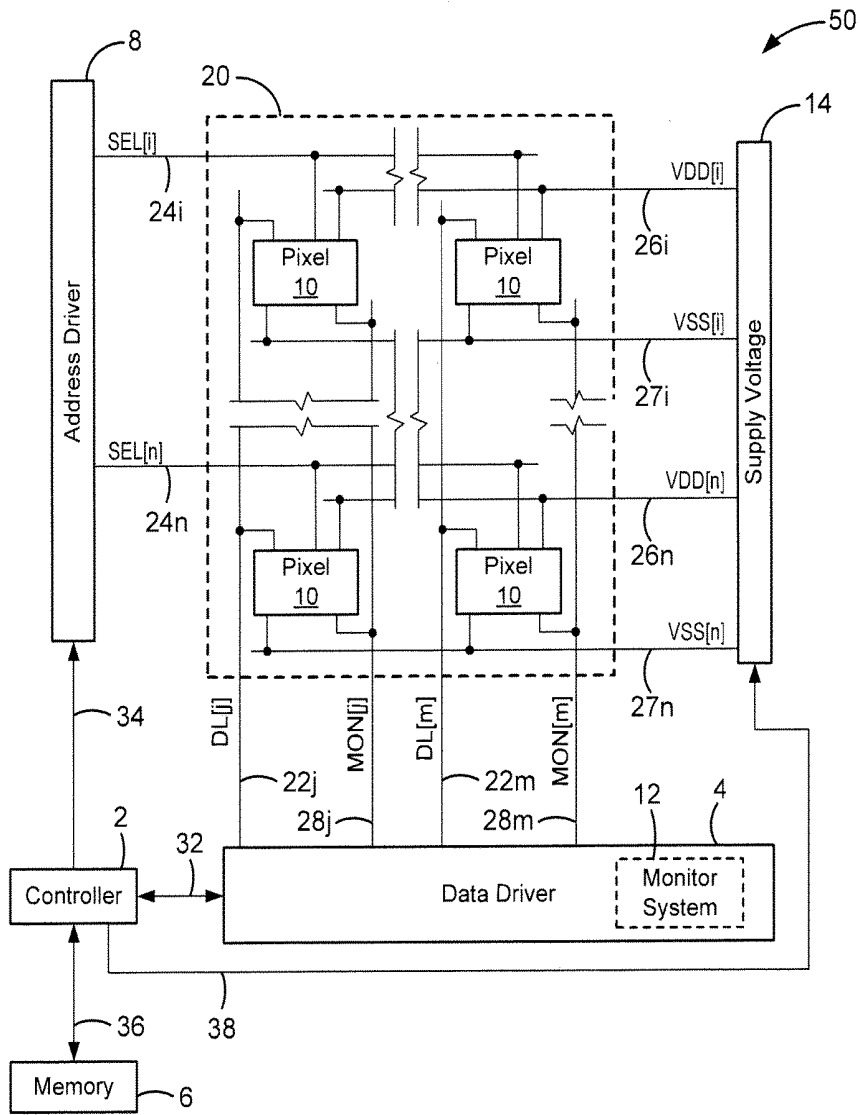 50
8
20
14
SEL[i]
VDD[i]
24i
26i
Pixel
10
Pixel
10
VSS[i]
27i
Address Driver
Supply Voltage
SEL[n]
VDD[n]
24n
26n
Pixel
10
Pixel
10
VSS[n]
27n
34
DL[j]
MON[j]
DL[m]
MON[m]
22j
22m
28j
28m
12
4
2
32
Controller
Data Driver
Monitor
System
38
36
Memory
6